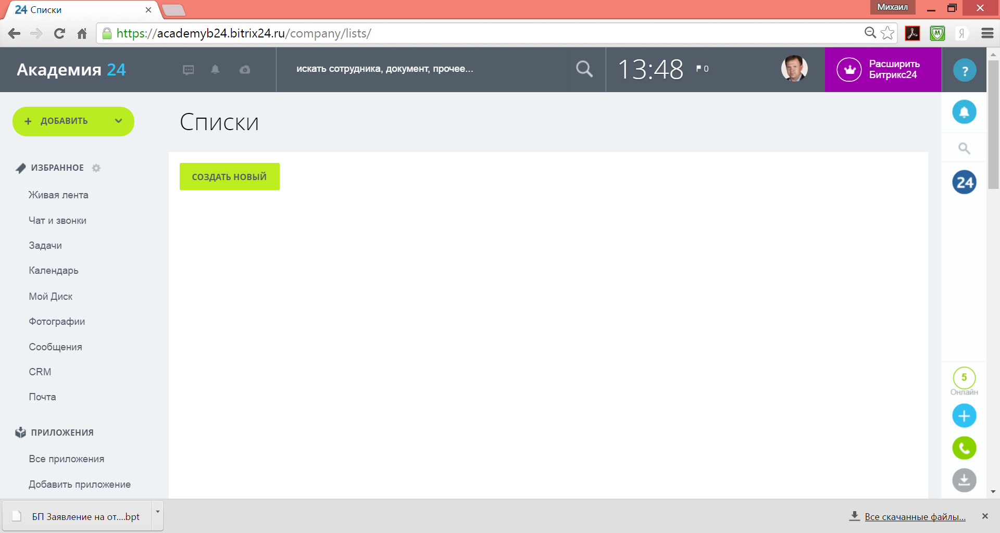 24 Списки
Михаил
https://academyb24.bitrix24.ru/company/lists/
Я
Академия 24
искать сотрудника, документ, прочее...
13:48
0
Расширить
Битрикс24
?
ДОБАВИТЬ
Списки
ИЗБРАННОЕ
СОЗДАТЬ НОВЫЙ
24
Живая лента
Чат и звонки
Задачи
Календарь
Мой Диск
Фотографии
Сообщения
CRM
5
Онлайн
Почта
ПРИЛОЖЕНИЯ
Все приложения
Добавить приложение
БП Заявление на от....bpt
Все скачанные файлы...